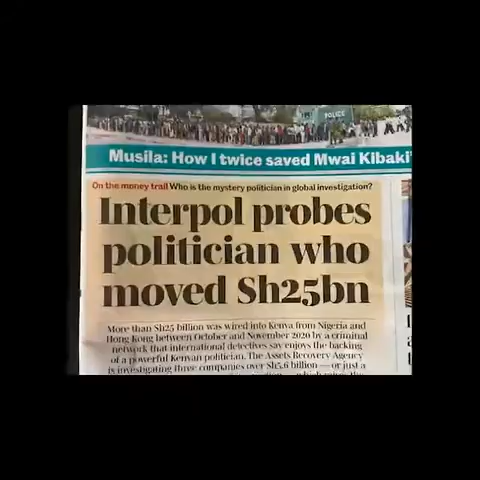 POLICE
Musila: How I twice saved Mwai Kibaki'
On the money trail Who is the mystery politician in global investigation?
Interpol probes
politician who
moved Sh25bn
More than Sh25 billion was wired into Kenya from Nigeria and
Hong Kong between October and November 2020 by a criminal
network that international detectives say enjoys the backing
of a powerful Kenyan politician. The Assets Recovery Agency
is investigating three companies over Sh5.6 billion — or just a